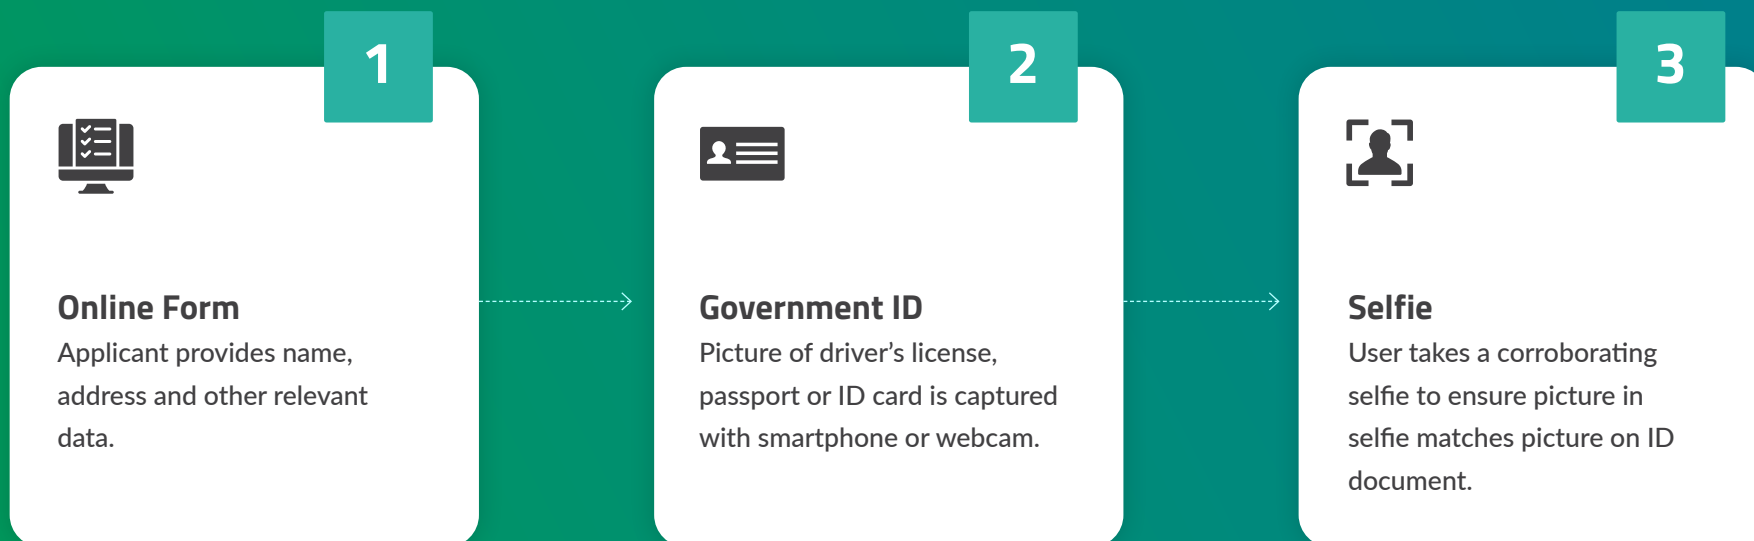 1
Online Form
Applicant provides name,
address and other relevant
data.
2
Government ID
Picture of driver’s license,
passport or ID card is captured
with smartphone or webcam.
3
Selfie
User takes a corroborating
selfie to ensure picture in
selfie matches picture on ID
document.